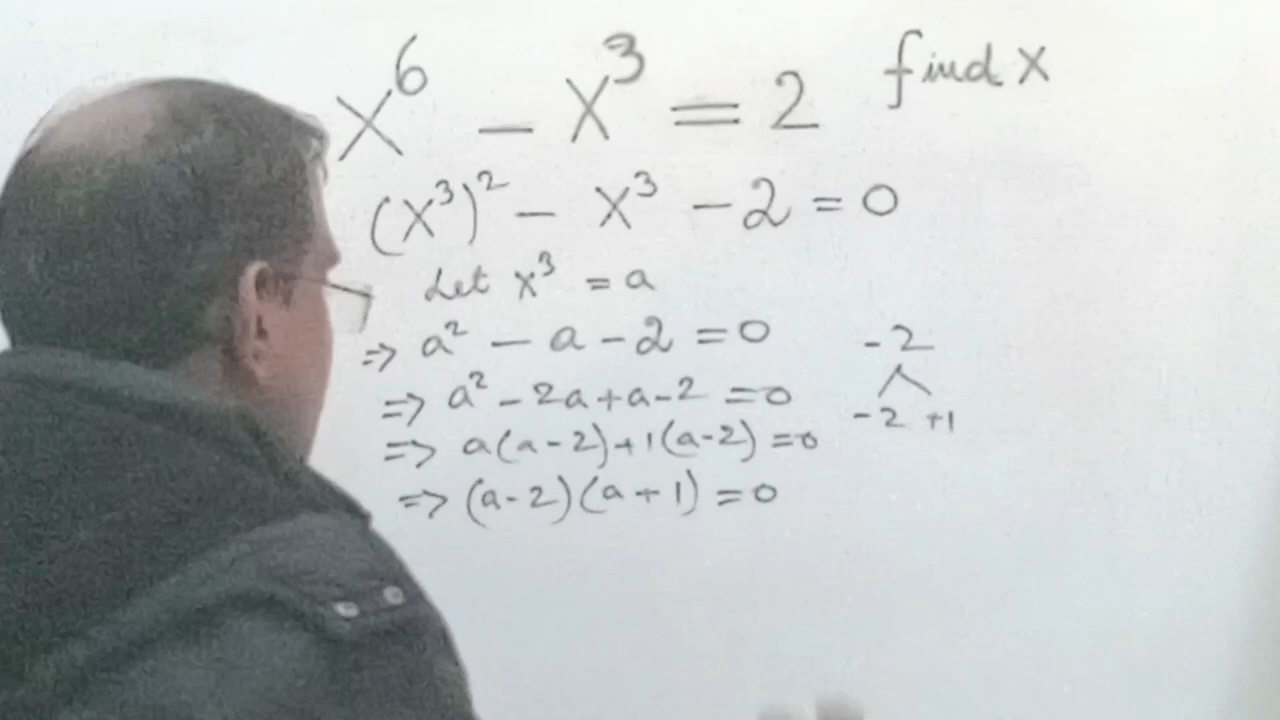 X⁶ - X³ = 2 find X
(X³)² - X³ - 2 = 0
Let x³ = a
⇒ a² - a - 2 = 0
-2
⇒ a² - 2a + a - 2 = 0
-2 +1
⇒ a(a-2)+1(a-2) = 0
⇒ (a-2)(a+1) = 0